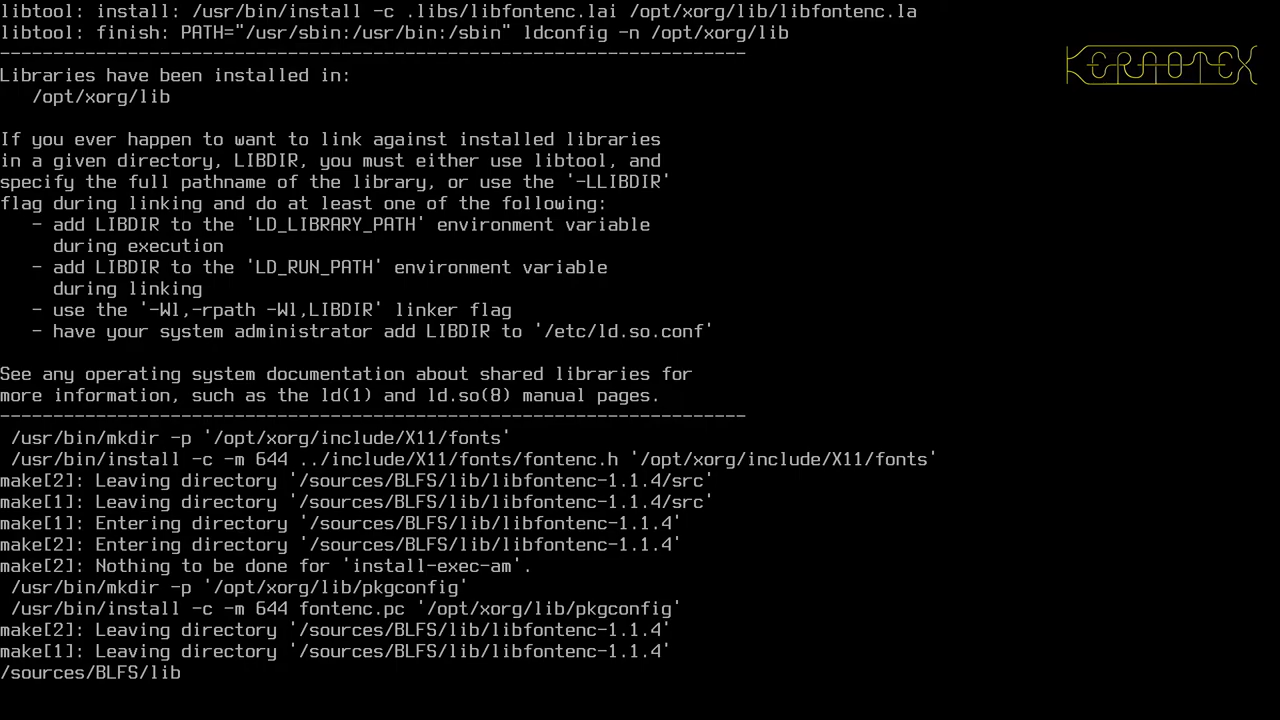 libtool: install: /usr/bin/install -c .libs/libfontenc.lai /opt/xorg/lib/libfontenc.la
libtool: finish: PATH="/usr/sbin:/usr/bin:/sbin" ldconfig -n /opt/xorg/lib
----------------------------------------------------------------------
KERAOTEX
Libraries have been installed in:
   /opt/xorg/lib

If you ever happen to want to link against installed libraries
in a given directory, LIBDIR, you must either use libtool, and
specify the full pathname of the library, or use the '-LLIBDIR'
flag during linking and do at least one of the following:
   - add LIBDIR to the 'LD_LIBRARY_PATH' environment variable
     during execution
   - add LIBDIR to the 'LD_RUN_PATH' environment variable
     during linking
   - use the '-Wl,-rpath -Wl,LIBDIR' linker flag
   - have your system administrator add LIBDIR to '/etc/ld.so.conf'

See any operating system documentation about shared libraries for
more information, such as the ld(1) and ld.so(8) manual pages.
----------------------------------------------------------------------
 /usr/bin/mkdir -p '/opt/xorg/include/X11/fonts'
 /usr/bin/install -c -m 644 ../include/X11/fonts/fontenc.h '/opt/xorg/include/X11/fonts'
make[2]: Leaving directory '/sources/BLFS/lib/libfontenc-1.1.4/src'
make[1]: Leaving directory '/sources/BLFS/lib/libfontenc-1.1.4/src'
make[1]: Entering directory '/sources/BLFS/lib/libfontenc-1.1.4'
make[2]: Entering directory '/sources/BLFS/lib/libfontenc-1.1.4'
make[2]: Nothing to be done for 'install-exec-am'.
 /usr/bin/mkdir -p '/opt/xorg/lib/pkgconfig'
 /usr/bin/install -c -m 644 fontenc.pc '/opt/xorg/lib/pkgconfig'
make[2]: Leaving directory '/sources/BLFS/lib/libfontenc-1.1.4'
make[1]: Leaving directory '/sources/BLFS/lib/libfontenc-1.1.4'
/sources/BLFS/lib